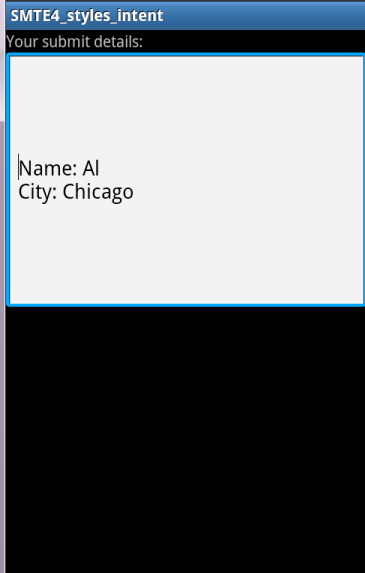 SMTE4_styles_intent
Your submit details:
Name: Al
City: Chicago